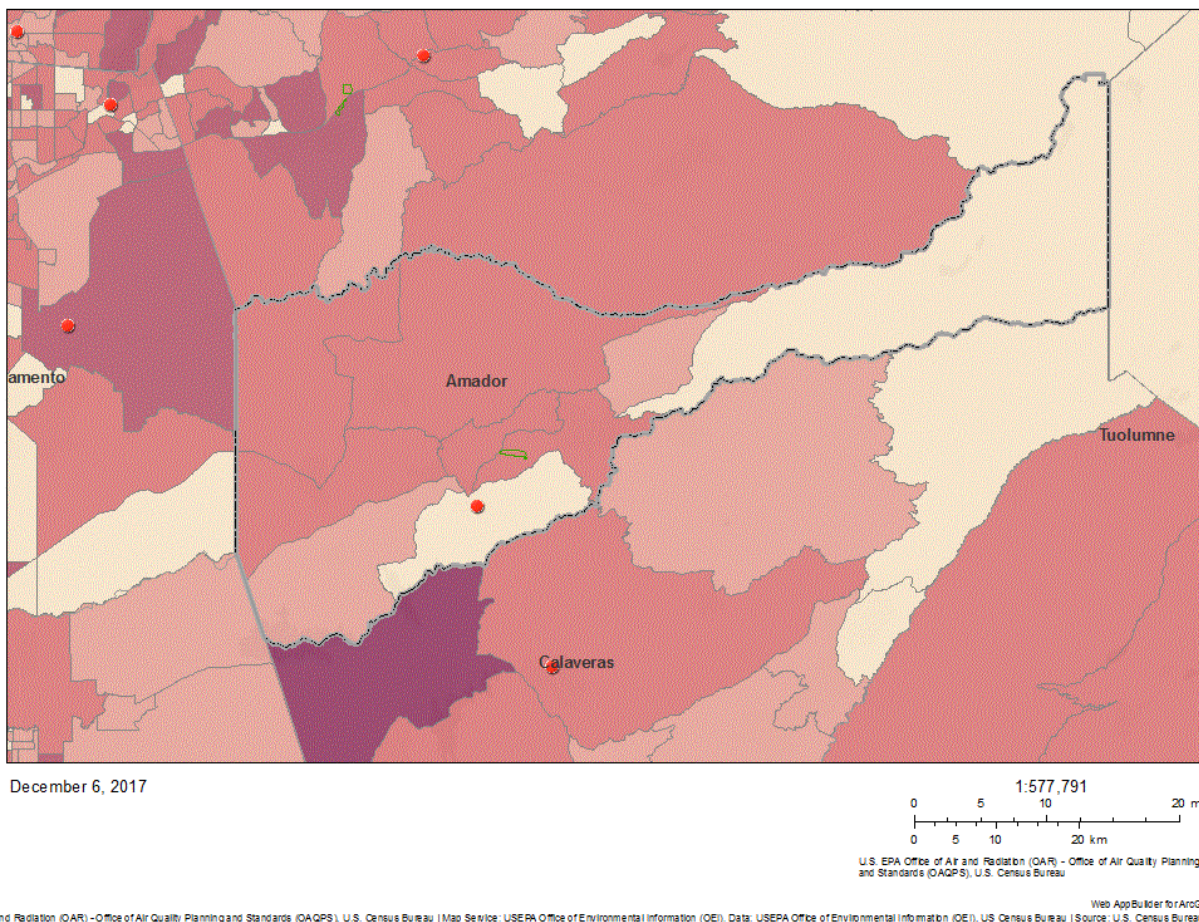 amento
Amador
Tuolumne
Calaveras
December 6, 2017
1:577,791
0 5 10 20 m
0 5 10 20 km
U.S. EPA Office of Air and Radiation (OAR) - Office of Air Quality Planning
and Standards (OAQPS), U.S. Census Bureau
Web AppBuilder for ArcG
nd Radiation (OAR) - Office of Air Quality Planning and Standards (OAQPS), U.S. Census Bureau | Map Service: USEPA Office of Environmental Information (OEI), Data: USEPA Office of Environmental Information (OEI), US Census Bureau | Source: U.S. Census Bureau